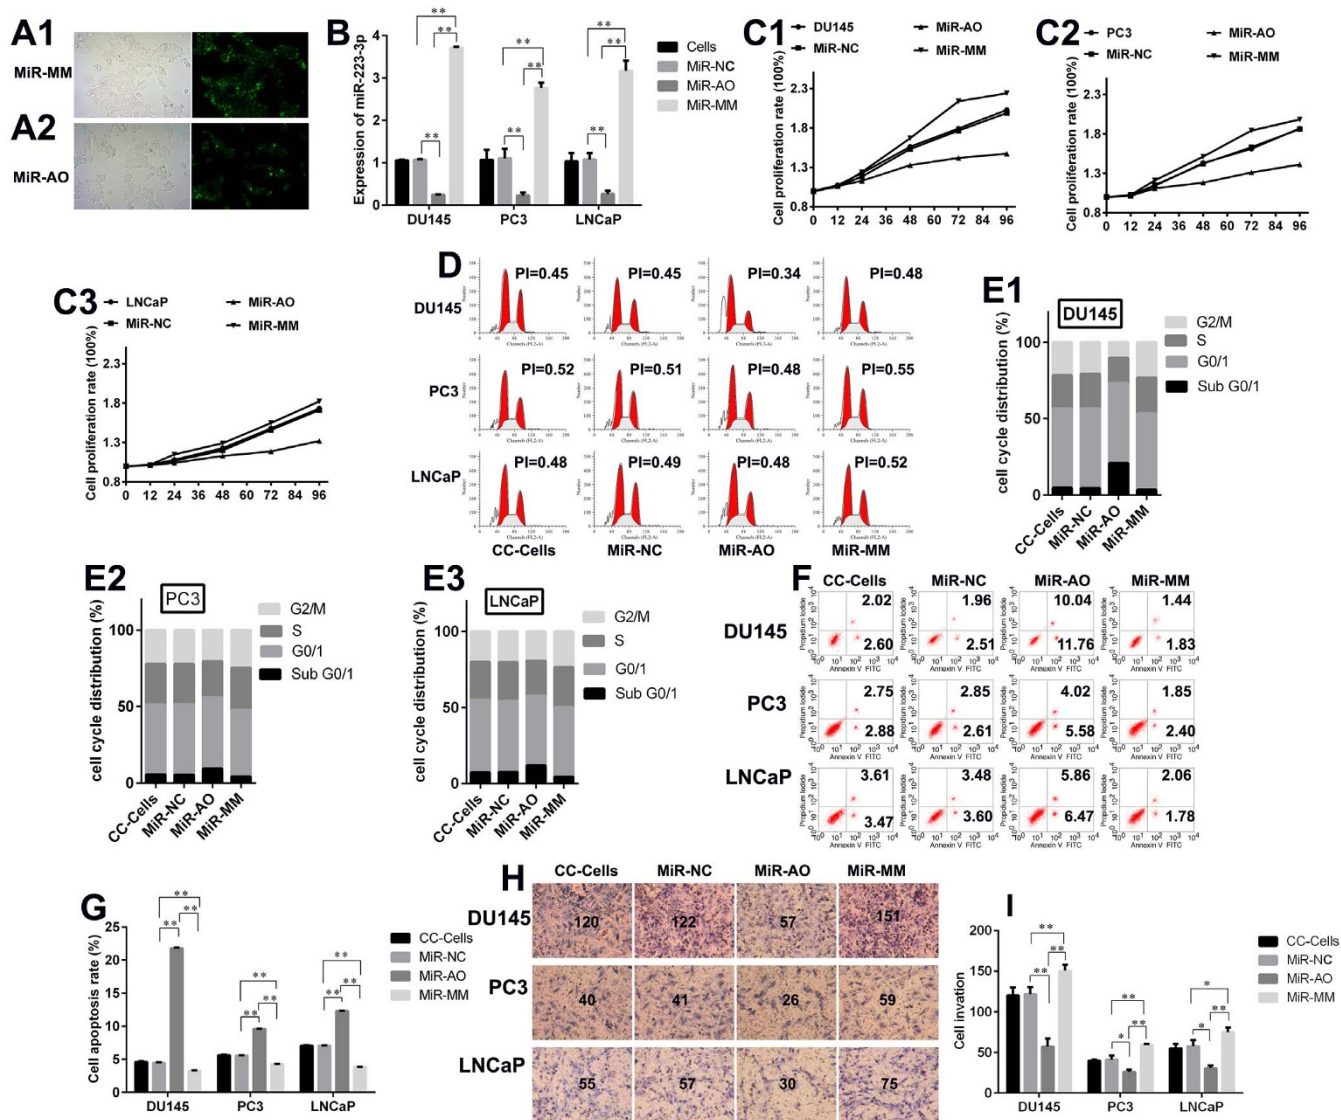 A1
MiR-MM
A2
MiR-AO
B
Expression of miR-223-3p
4
3
2
1
0
** ** **
** ** **
** ** **
DU145 PC3 LNCaP
Cells
MiR-NC
MiR-AO
MiR-MM
C1
DU145 MiR-AO
MiR-NC MiR-MM
Cell proliferation rate (100%)
2.3
1.8
1.3
0.8
0 12 24 36 48 60 72 84 96
C2
PC3 MiR-AO
MiR-NC MiR-MM
Cell proliferation rate (100%)
2.3
1.8
1.3
0.8
0 12 24 36 48 60 72 84 96
C3
LNCaP MiR-AO
MiR-NC MiR-MM
Cell proliferation rate (100%)
2.3
1.8
1.3
0.8
0 12 24 36 48 60 72 84 96
D
DU145
PI=0.45 PI=0.45 PI=0.34 PI=0.48
PC3
PI=0.52 PI=0.51 PI=0.48 PI=0.55
LNCaP
PI=0.48 PI=0.49 PI=0.48 PI=0.52
Number
Channels (FL2-A)
CC-Cells MiR-NC MiR-AO MiR-MM
E1
DU145
cell cycle distribution (%)
100
50
0
CC-Cells MiR-NC MiR-AO MiR-MM
G2/M
S
G0/1
Sub G0/1
E2
PC3
cell cycle distribution (%)
100
50
0
CC-Cells MiR-NC MiR-AO MiR-MM
G2/M
S
G0/1
Sub G0/1
E3
LNCaP
cell cycle distribution (%)
100
50
0
CC-Cells MiR-NC MiR-AO MiR-MM
G2/M
S
G0/1
Sub G0/1
F
CC-Cells MiR-NC MiR-AO MiR-MM
DU145
2.02 1.96 10.04 1.44
2.60 2.51 11.76 1.83
Propidium Iodide
Annexin V FITC
PC3
2.75 2.85 4.02 1.85
2.88 2.61 5.58 2.40
Propidium Iodide
Annexin V FITC
LNCaP
3.61 3.48 5.86 2.06
3.47 3.60 6.47 1.78
Propidium Iodide
Annexin V FITC
G
Cell apoptosis rate (%)
25
20
15
10
5
0
** ** **
** ** **
** ** **
DU145 PC3 LNCaP
CC-Cells
MiR-NC
MiR-AO
MiR-MM
H
CC-Cells MiR-NC MiR-AO MiR-MM
DU145
120 122 57 151
PC3
40 41 26 59
LNCaP
55 57 30 75
I
Cell invation
200
150
100
50
0
** ** **
** * **
* * **
DU145 PC3 LNCaP
CC-Cells
MiR-NC
MiR-AO
MiR-MM